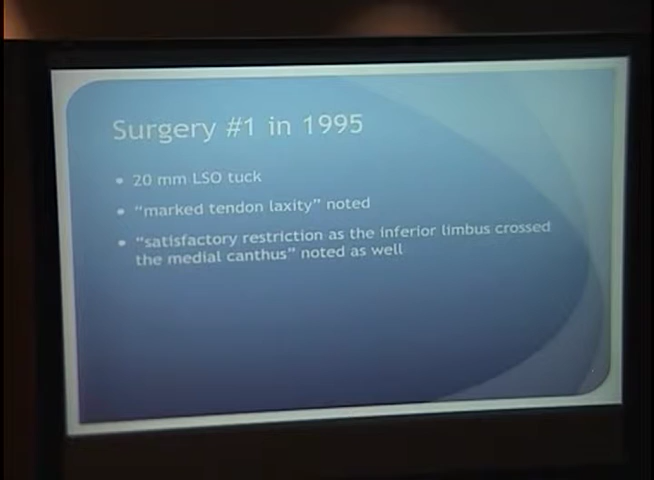 Surgery #1 in 1995
• 20 mm LSO tuck
• “marked tendon laxity” noted
• “satisfactory restriction as the inferior limbus crossed
the medial canthus” noted as well